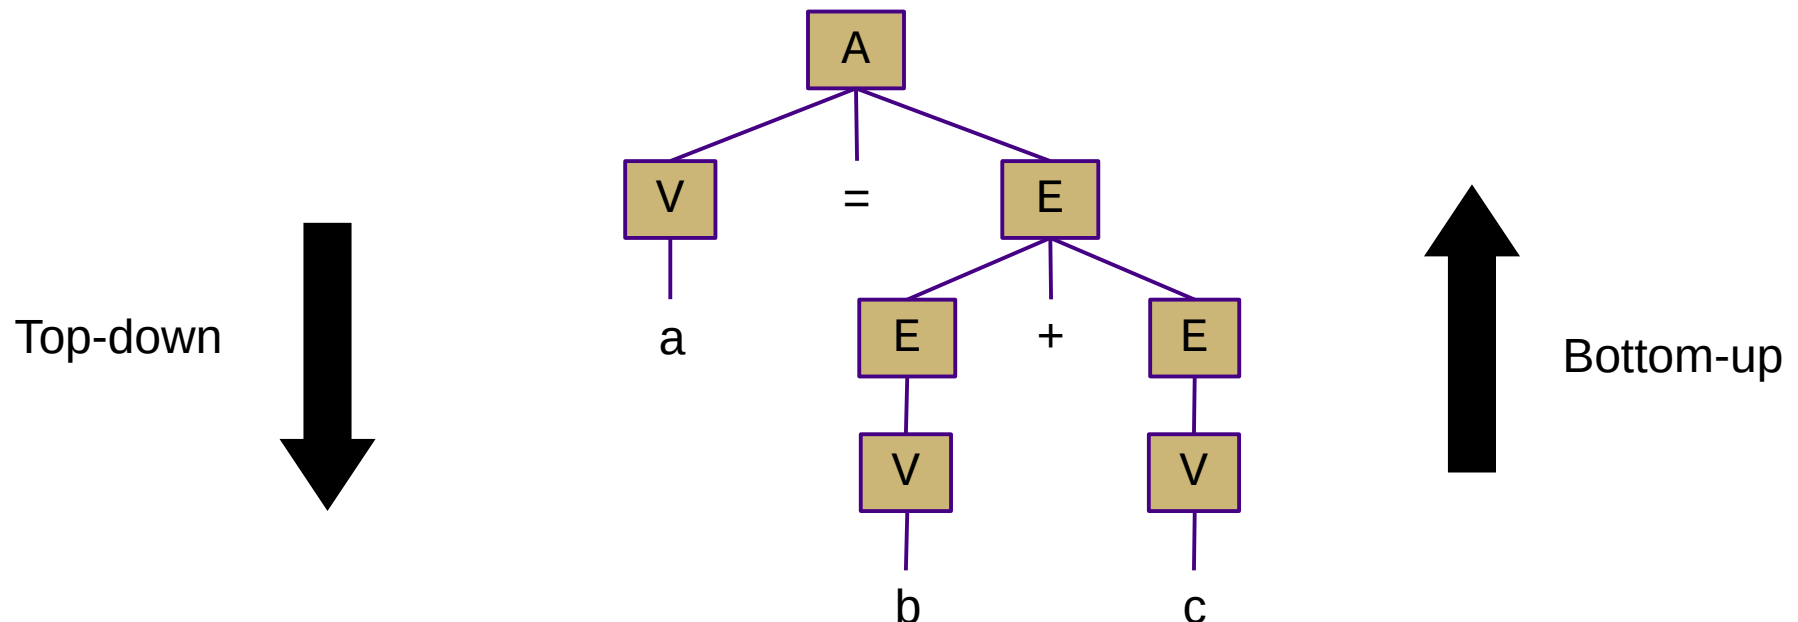 A
V = E
Top-down
a E + E
Bottom-up
V V
b c